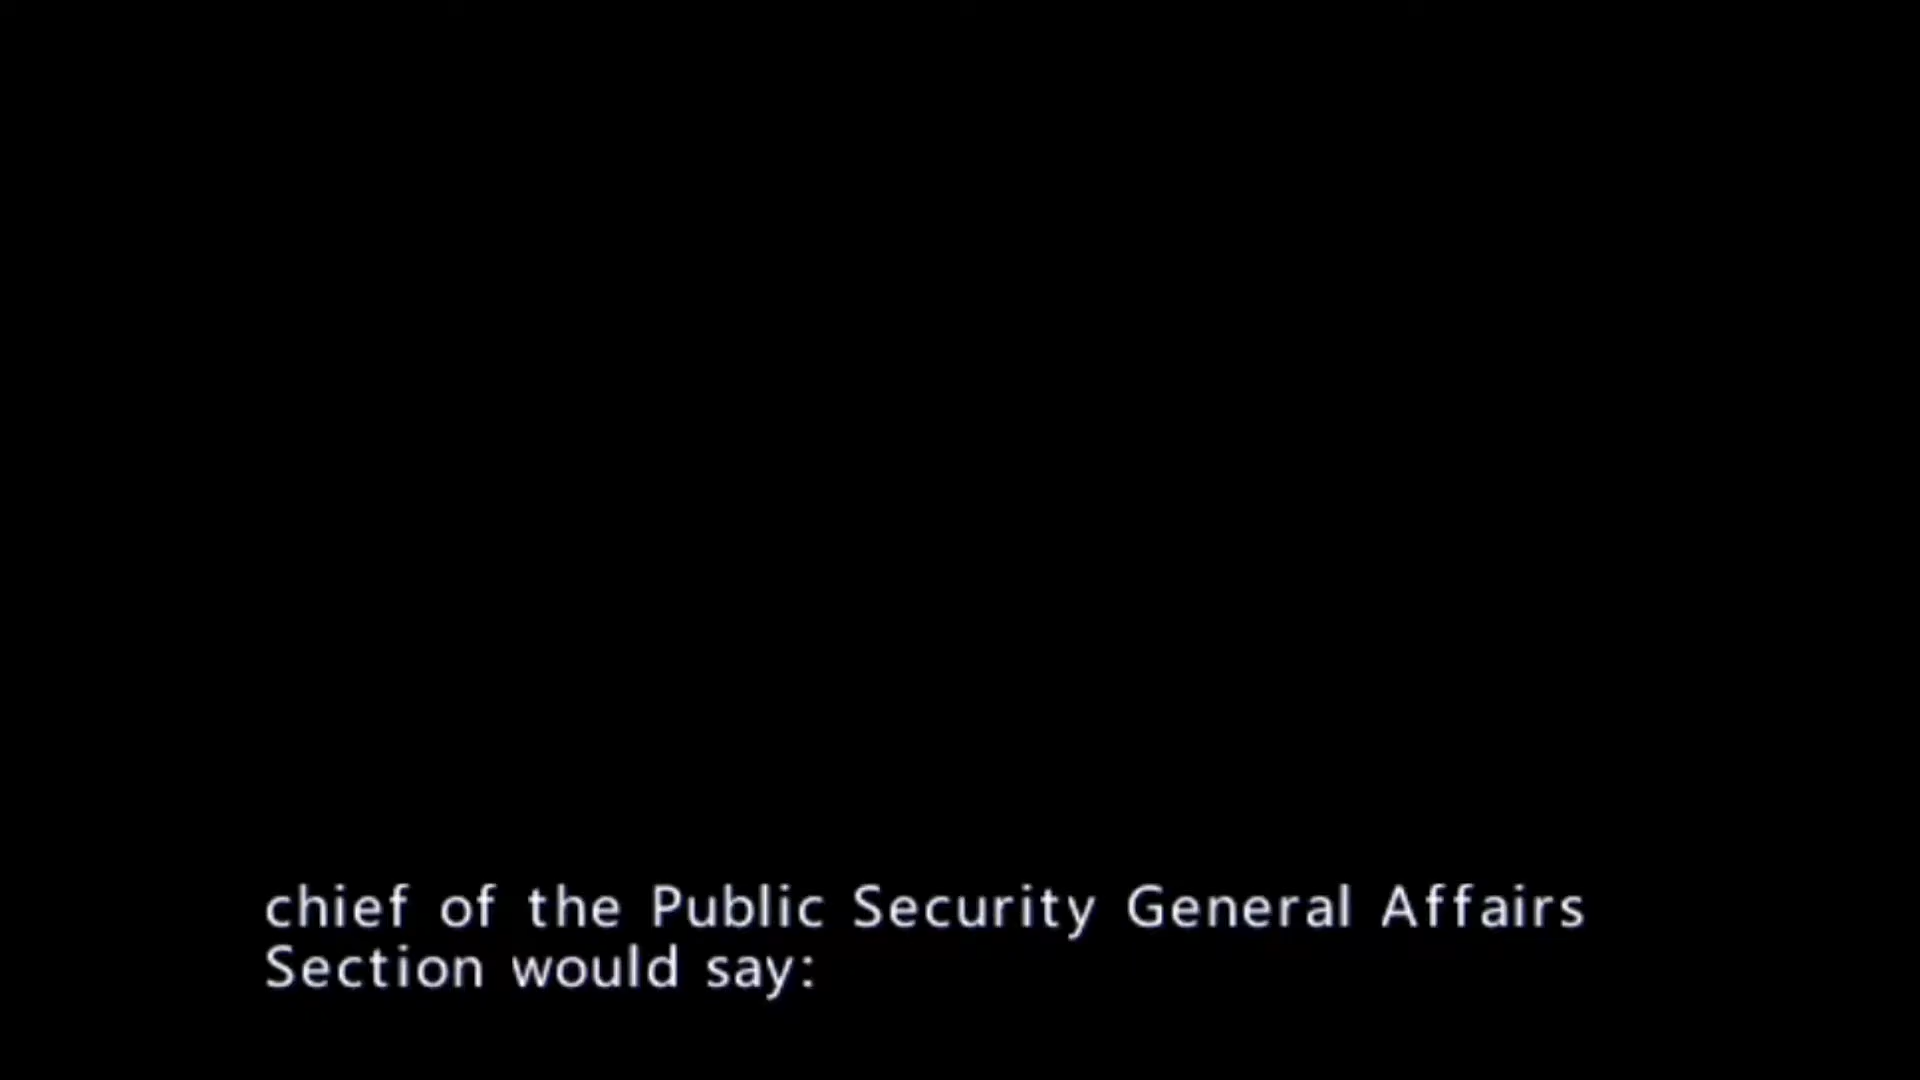 chief of the Public Security General Affairs
Section would say: